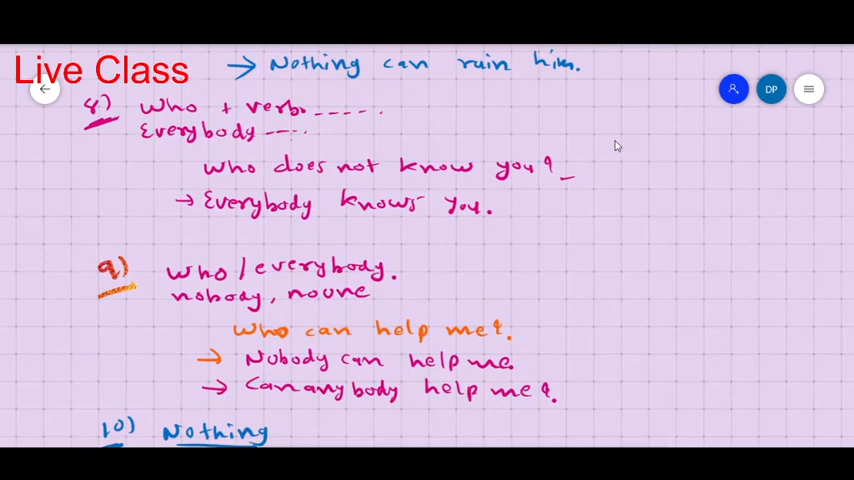 → Nothing can ruin him.
Live Class
DP
8) Who + verb.-----
Everybody ----
Who does not know you?
→ Everybody knows you.
9) Who / everybody.
nobody, noone
Who can help me?.
→ Nobody can help me.
→ Can anybody help me?.
10) Nothing